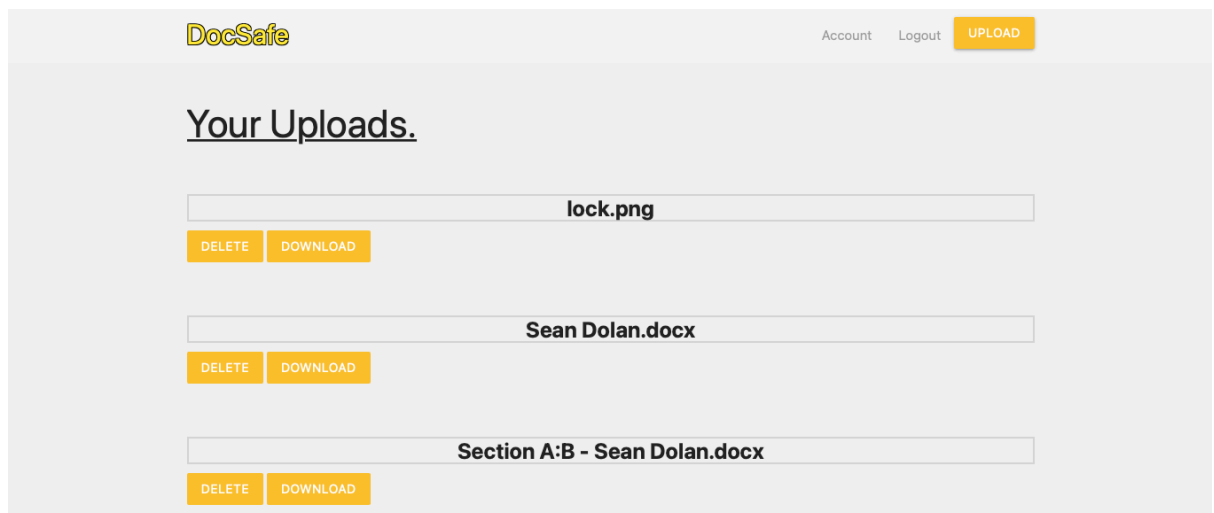 DocSafe Account Logout UPLOAD
Your Uploads.
lock.png
DELETE DOWNLOAD
Sean Dolan.docx
DELETE DOWNLOAD
Section A:B - Sean Dolan.docx
DELETE DOWNLOAD